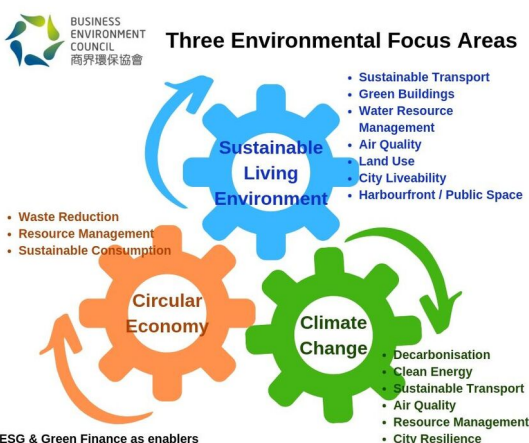 BUSINESS
ENVIRONMENT
COUNCIL
商界環保協會
Three Environmental Focus Areas
Sustainable
Living
Environment
• Sustainable Transport
• Green Buildings
• Water Resource
Management
• Air Quality
• Land Use
• City Liveability
• Harbourfront / Public Space
• Waste Reduction
• Resource Management
• Sustainable Consumption
Circular
Economy
Climate
Change
• Decarbonisation
• Clean Energy
• Sustainable Transport
• Air Quality
• Resource Management
• City Resilience
ESG & Green Finance as enablers